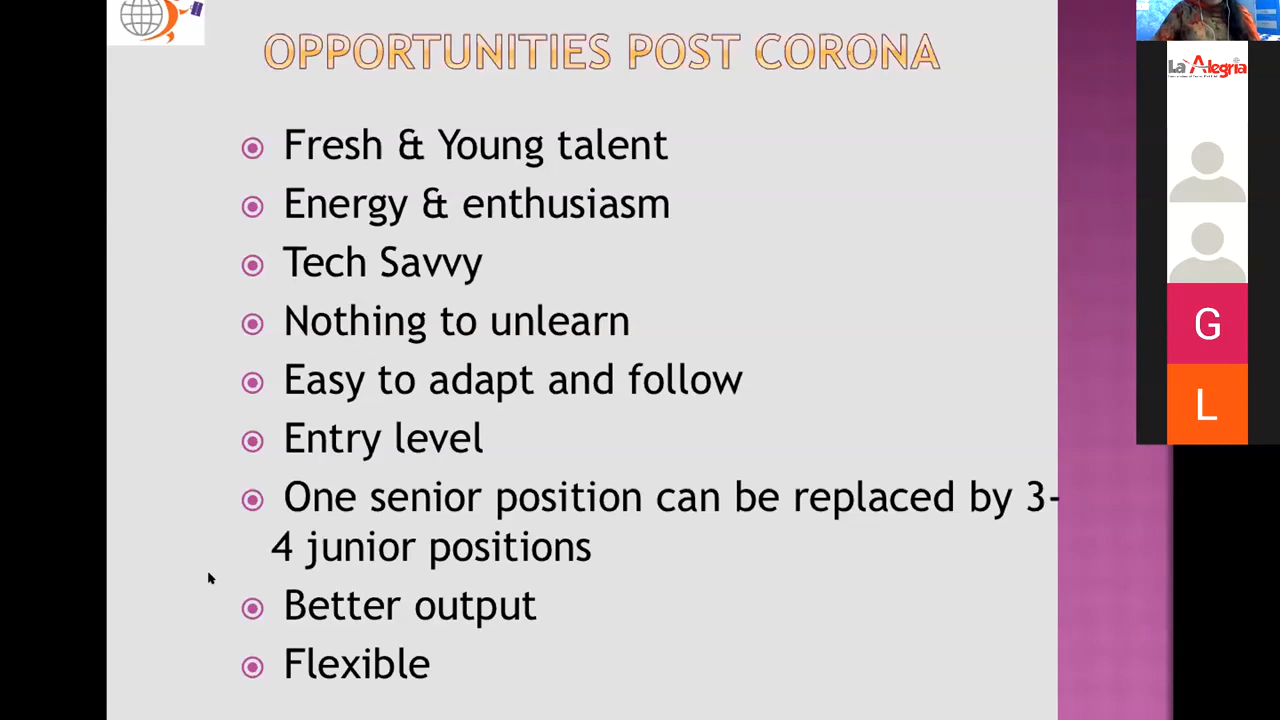 OPPORTUNITIES POST CORONA
Fresh & Young talent
Energy & enthusiasm
Tech Savvy
Nothing to unlearn
Easy to adapt and follow
Entry level
One senior position can be replaced by 3-
4 junior positions
Better output
Flexible
La Alegria
G
L